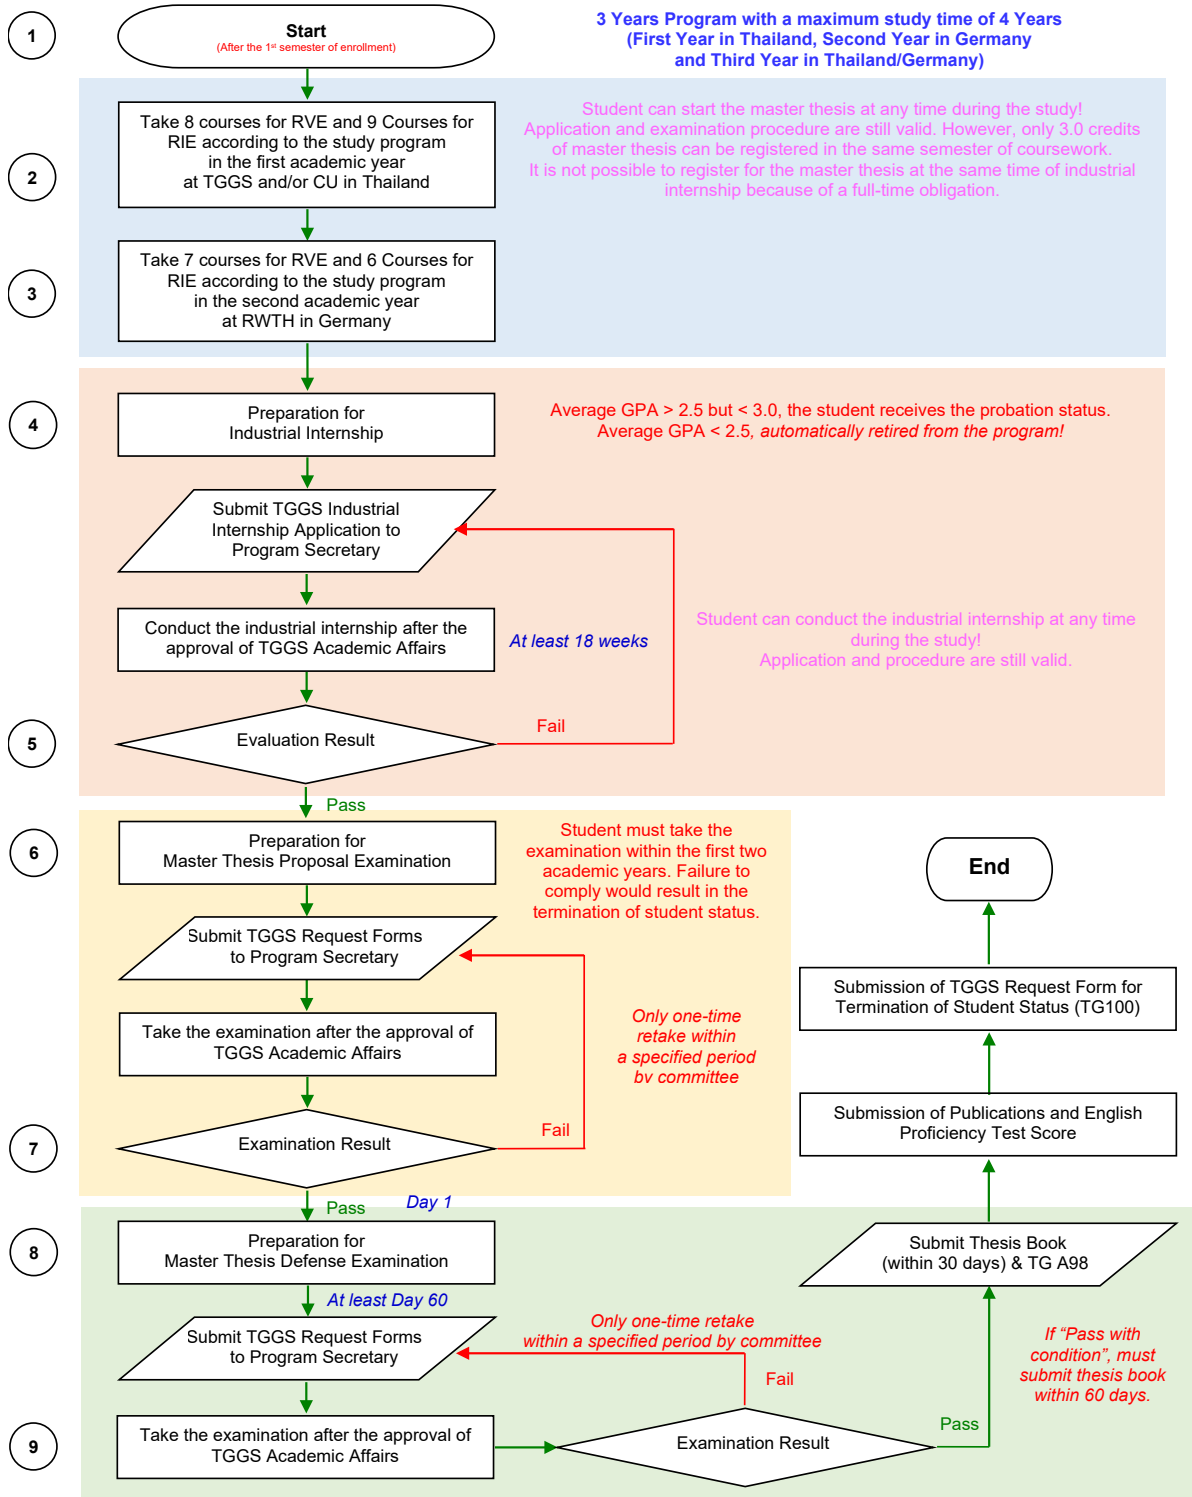 1
Start
(After the 1st semester of enrollment)
3 Years Program with a maximum study time of 4 Years
(First Year in Thailand, Second Year in Germany
and Third Year in Thailand/Germany)
2
Take 8 courses for RVE and 9 Courses for
RIE according to the study program
in the first academic year
at TGGS and/or CU in Thailand
Student can start the master thesis at any time during the study!
Application and examination procedure are still valid. However, only 3.0 credits
of master thesis can be registered in the same semester of coursework.
It is not possible to register for the master thesis at the same time of industrial
internship because of a full-time obligation.
3
Take 7 courses for RVE and 6 Courses for
RIE according to the study program
in the second academic year
at RWTH in Germany
4
Preparation for
Industrial Internship
Average GPA > 2.5 but < 3.0, the student receives the probation status.
Average GPA < 2.5, automatically retired from the program!
Submit TGGS Industrial
Internship Application to
Program Secretary
Conduct the industrial internship after the
approval of TGGS Academic Affairs
At least 18 weeks
Student can conduct the industrial internship at any time
during the study!
Application and procedure are still valid.
5
Evaluation Result
Fail
Pass
6
Preparation for
Master Thesis Proposal Examination
Student must take the
examination within the first two
academic years. Failure to
comply would result in the
termination of student status.
Submit TGGS Request Forms
to Program Secretary
Take the examination after the approval of
TGGS Academic Affairs
Only one-time
retake within
a specified period
by committee
7
Examination Result
Fail
Pass
Day 1
8
Preparation for
Master Thesis Defense Examination
At least Day 60
Submit TGGS Request Forms
to Program Secretary
Only one-time retake
within a specified period by committee
Fail
9
Take the examination after the approval of
TGGS Academic Affairs
Examination Result
Pass
If “Pass with
condition”, must
submit thesis book
within 60 days.
Submit Thesis Book
(within 30 days) & TG A98
Submission of Publications and English
Proficiency Test Score
Submission of TGGS Request Form for
Termination of Student Status (TG100)
End